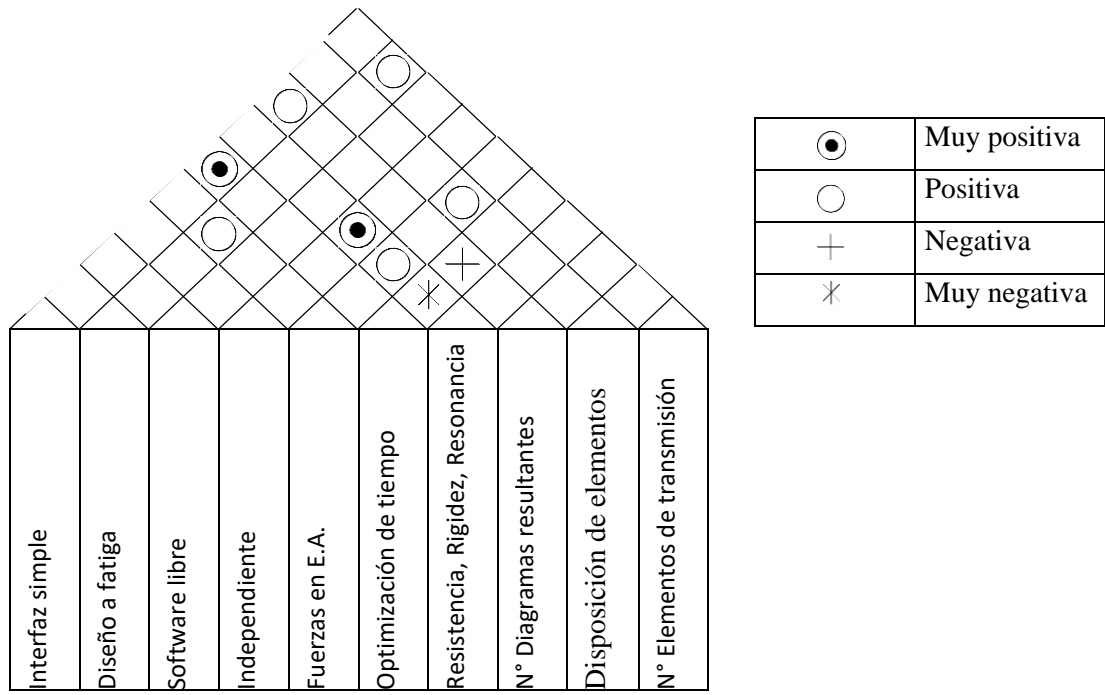 Muy positiva
Positiva
Negativa
Muy negativa
Interfaz simple
Diseño a fatiga
Software libre
Independiente
Fuerzas en E.A.
Optimización de tiempo
Resistencia, Rigidez, Resonancia
N° Diagramas resultantes
Disposición de elementos
N° Elementos de transmisión